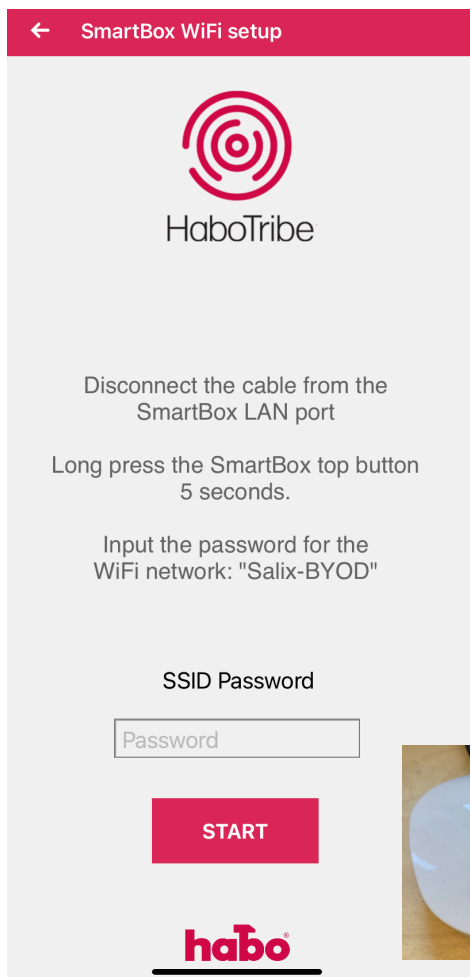 SmartBox WiFi setup
HaboTribe
Disconnect the cable from the
SmartBox LAN port
Long press the SmartBox top button
5 seconds.
Input the password for the
WiFi network: "Salix-BYOD"
SSID Password
Password
START
habo®